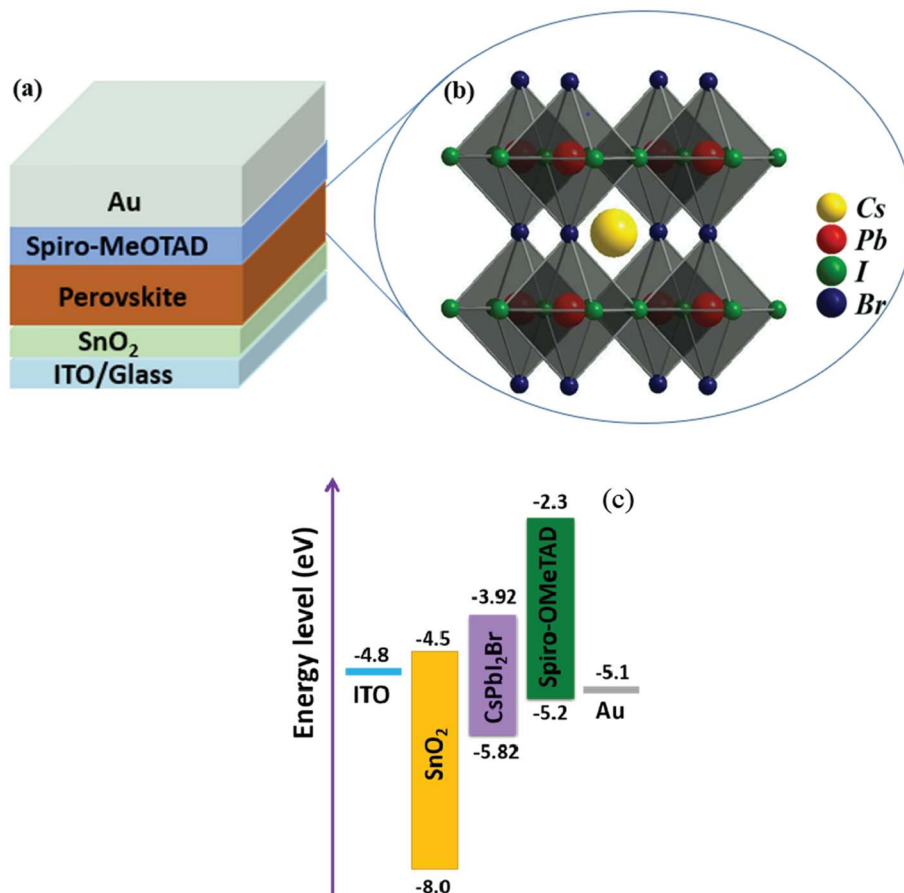 (a)
Au
Spiro-MeOTAD
Perovskite
SnO₂
ITO/Glass
(b)
Cs
Pb
I
Br
(c)
Energy level (eV)
-4.8
ITO
-4.5
SnO₂
-8.0
-3.92
CsPbI₂Br
-5.82
-2.3
Spiro-OMeTAD
-5.2
-5.1
Au